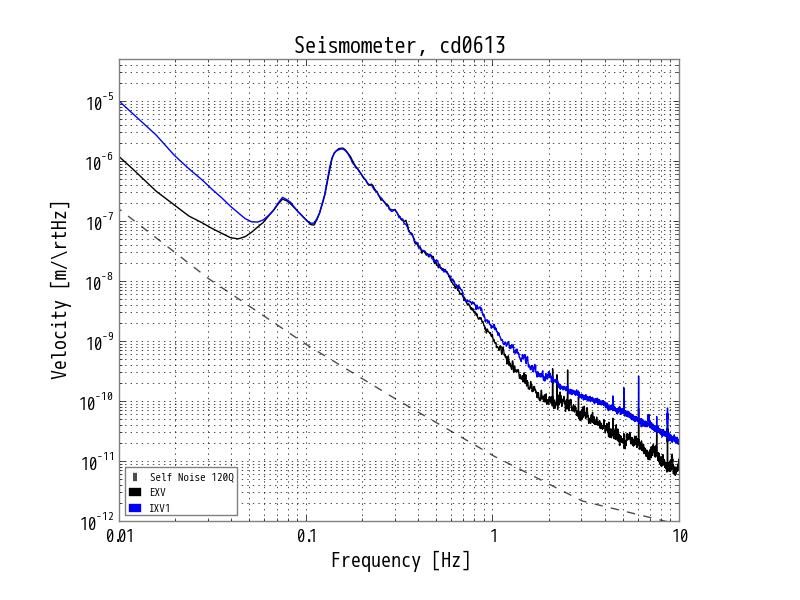 Seismometer, cd0613
Velocity [m/\rtHz]
10-5
10-6
10-7
10-8
10-9
10-10
10-11
10-12
Self Noise 120Q
EXV
IXV1
0.01 0.1 1 10
Frequency [Hz]